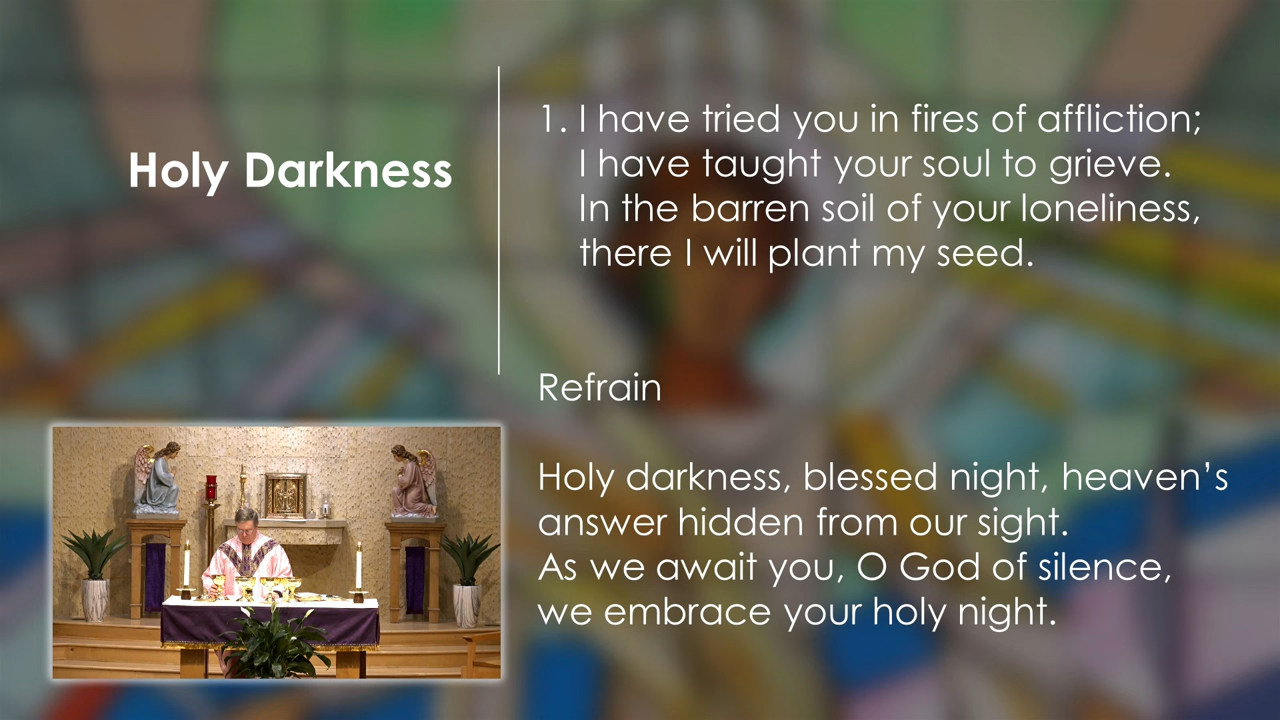 Holy Darkness
1. I have tried you in fires of affliction;
I have taught your soul to grieve.
In the barren soil of your loneliness,
there I will plant my seed.
Refrain
Holy darkness, blessed night, heaven’s
answer hidden from our sight.
As we await you, O God of silence,
we embrace your holy night.